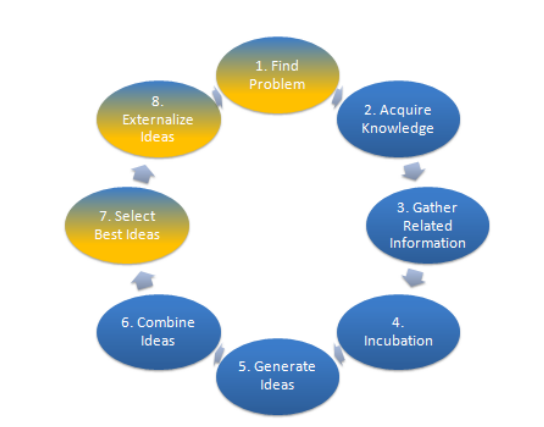 1. Find
Problem
2. Acquire
Knowledge
3. Gather
Related
Information
4.
Incubation
5. Generate
Ideas
6. Combine
Ideas
7. Select
Best Ideas
8.
Externalize
Ideas